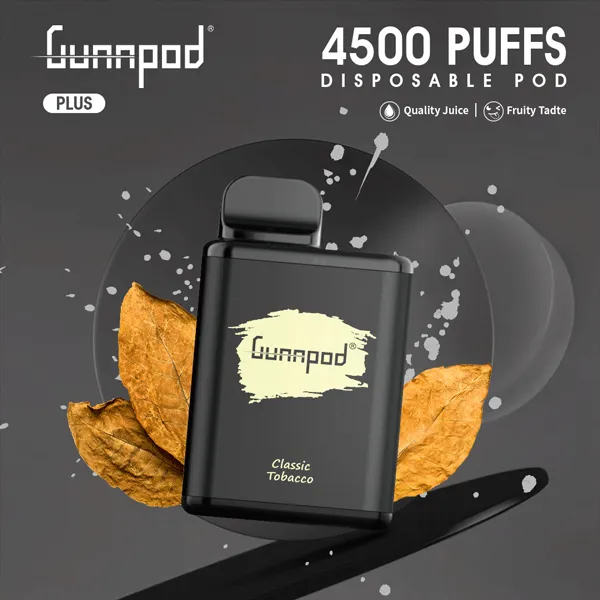 Gunnpod®
PLUS
4500 PUFFS
DISPOSABLE POD
Quality Juice | Fruity Tadte
Gunnpod®
Classic
Tobacco